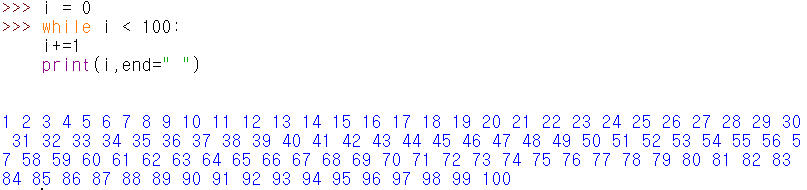 >>> i = 0
>>> while i < 100:
i+=1
print(i,end=" ")
1 2 3 4 5 6 7 8 9 10 11 12 13 14 15 16 17 18 19 20 21 22 23 24 25 26 27 28 29 30
31 32 33 34 35 36 37 38 39 40 41 42 43 44 45 46 47 48 49 50 51 52 53 54 55 56 5
7 58 59 60 61 62 63 64 65 66 67 68 69 70 71 72 73 74 75 76 77 78 79 80 81 82 83
84 85 86 87 88 89 90 91 92 93 94 95 96 97 98 99 100